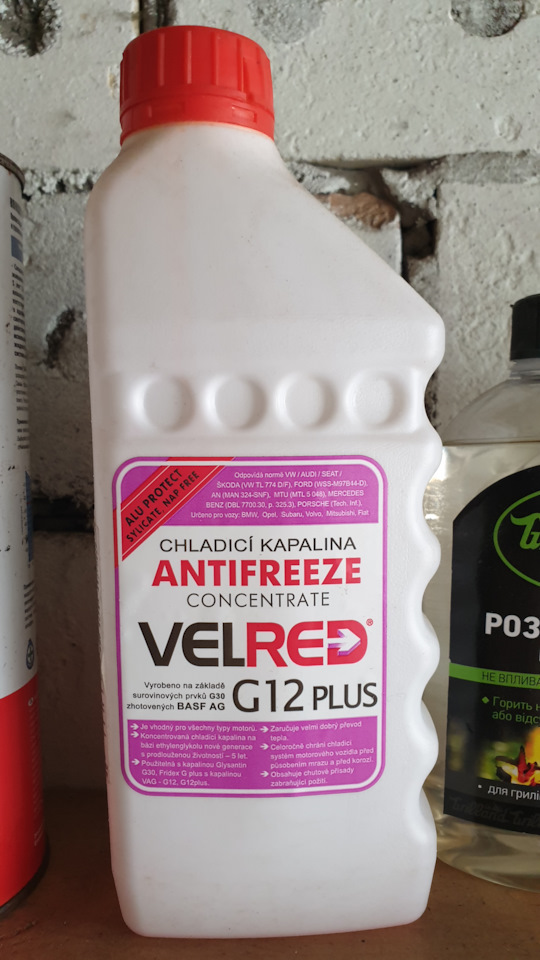 ALU PROTECT
SYLICATE, NAP FREE
Odpovídá normě VW / AUDI / SEAT /
ŠKODA (VW TL 774 D/F), FORD (WSS-M97B44-D),
AN (MAN 324-SNF), MTU (MTL 5 048), MERCEDES
BENZ (DBL 7700.30, p. 325.3), PORSCHE (Tech. Inf.),
Určeno pro vozy: BMW, Opel, Subaru, Volvo, Mitsubishi, Fiat
CHLADICÍ KAPALINA
ANTIFREEZE
CONCENTRATE
VELRED®
Vyrobeno na základě
surovinových prvků G30
zhotovených BASF AG
G12 PLUS
Je vhodný pro všechny typy motorů.
Koncentrovaná chladicí kapalina na
bázi ethylenglykolu nové generace
s prodlouženou životností – 5 let.
Použitelná s kapalinou Glysantin
G30, Fridex G plus s kapalinou
VAG - G12, G12plus.
Zaručuje velmi dobrý převod
tepla.
Celoročně chrání chladicí
systém motorového vozidla před
působením mrazu a před korozí.
Obsahuje chuťové přísady
zabraňující požití.
РОЗ
НЕ ВПЛИВА
Горить
або відс
для грилі